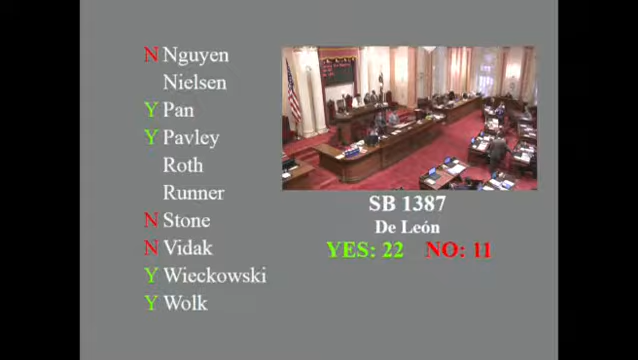 N Nguyen
Nielsen
Y Pan
Y Pavley
Roth
Runner
N Stone
N Vidak
Y Wieckowski
Y Wolk
SB 1387
De León
YES: 22 NO: 11